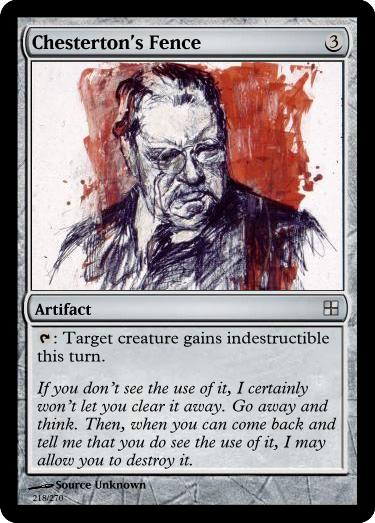 Chesterton's Fence 3
Artifact
: Target creature gains indestructible
this turn.
If you don't see the use of it, I certainly
won't let you clear it away. Go away and
think. Then, when you can come back and
tell me that you do see the use of it, I may
allow you to destroy it.
Source Unknown
218/270